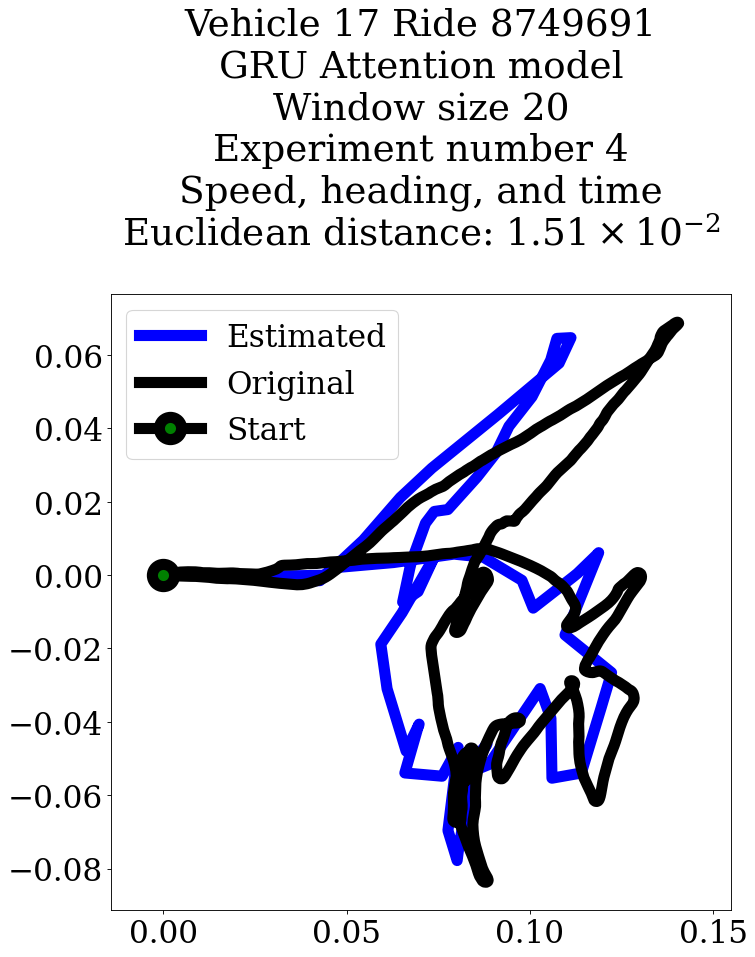 Vehicle 17 Ride 8749691
GRU Attention model
Window size 20
Experiment number 4
Speed, heading, and time
Euclidean distance: 1.51 × 10⁻²
Estimated
Original
Start
0.06
0.04
0.02
0.00
−0.02
−0.04
−0.06
−0.08
0.00 0.05 0.10 0.15